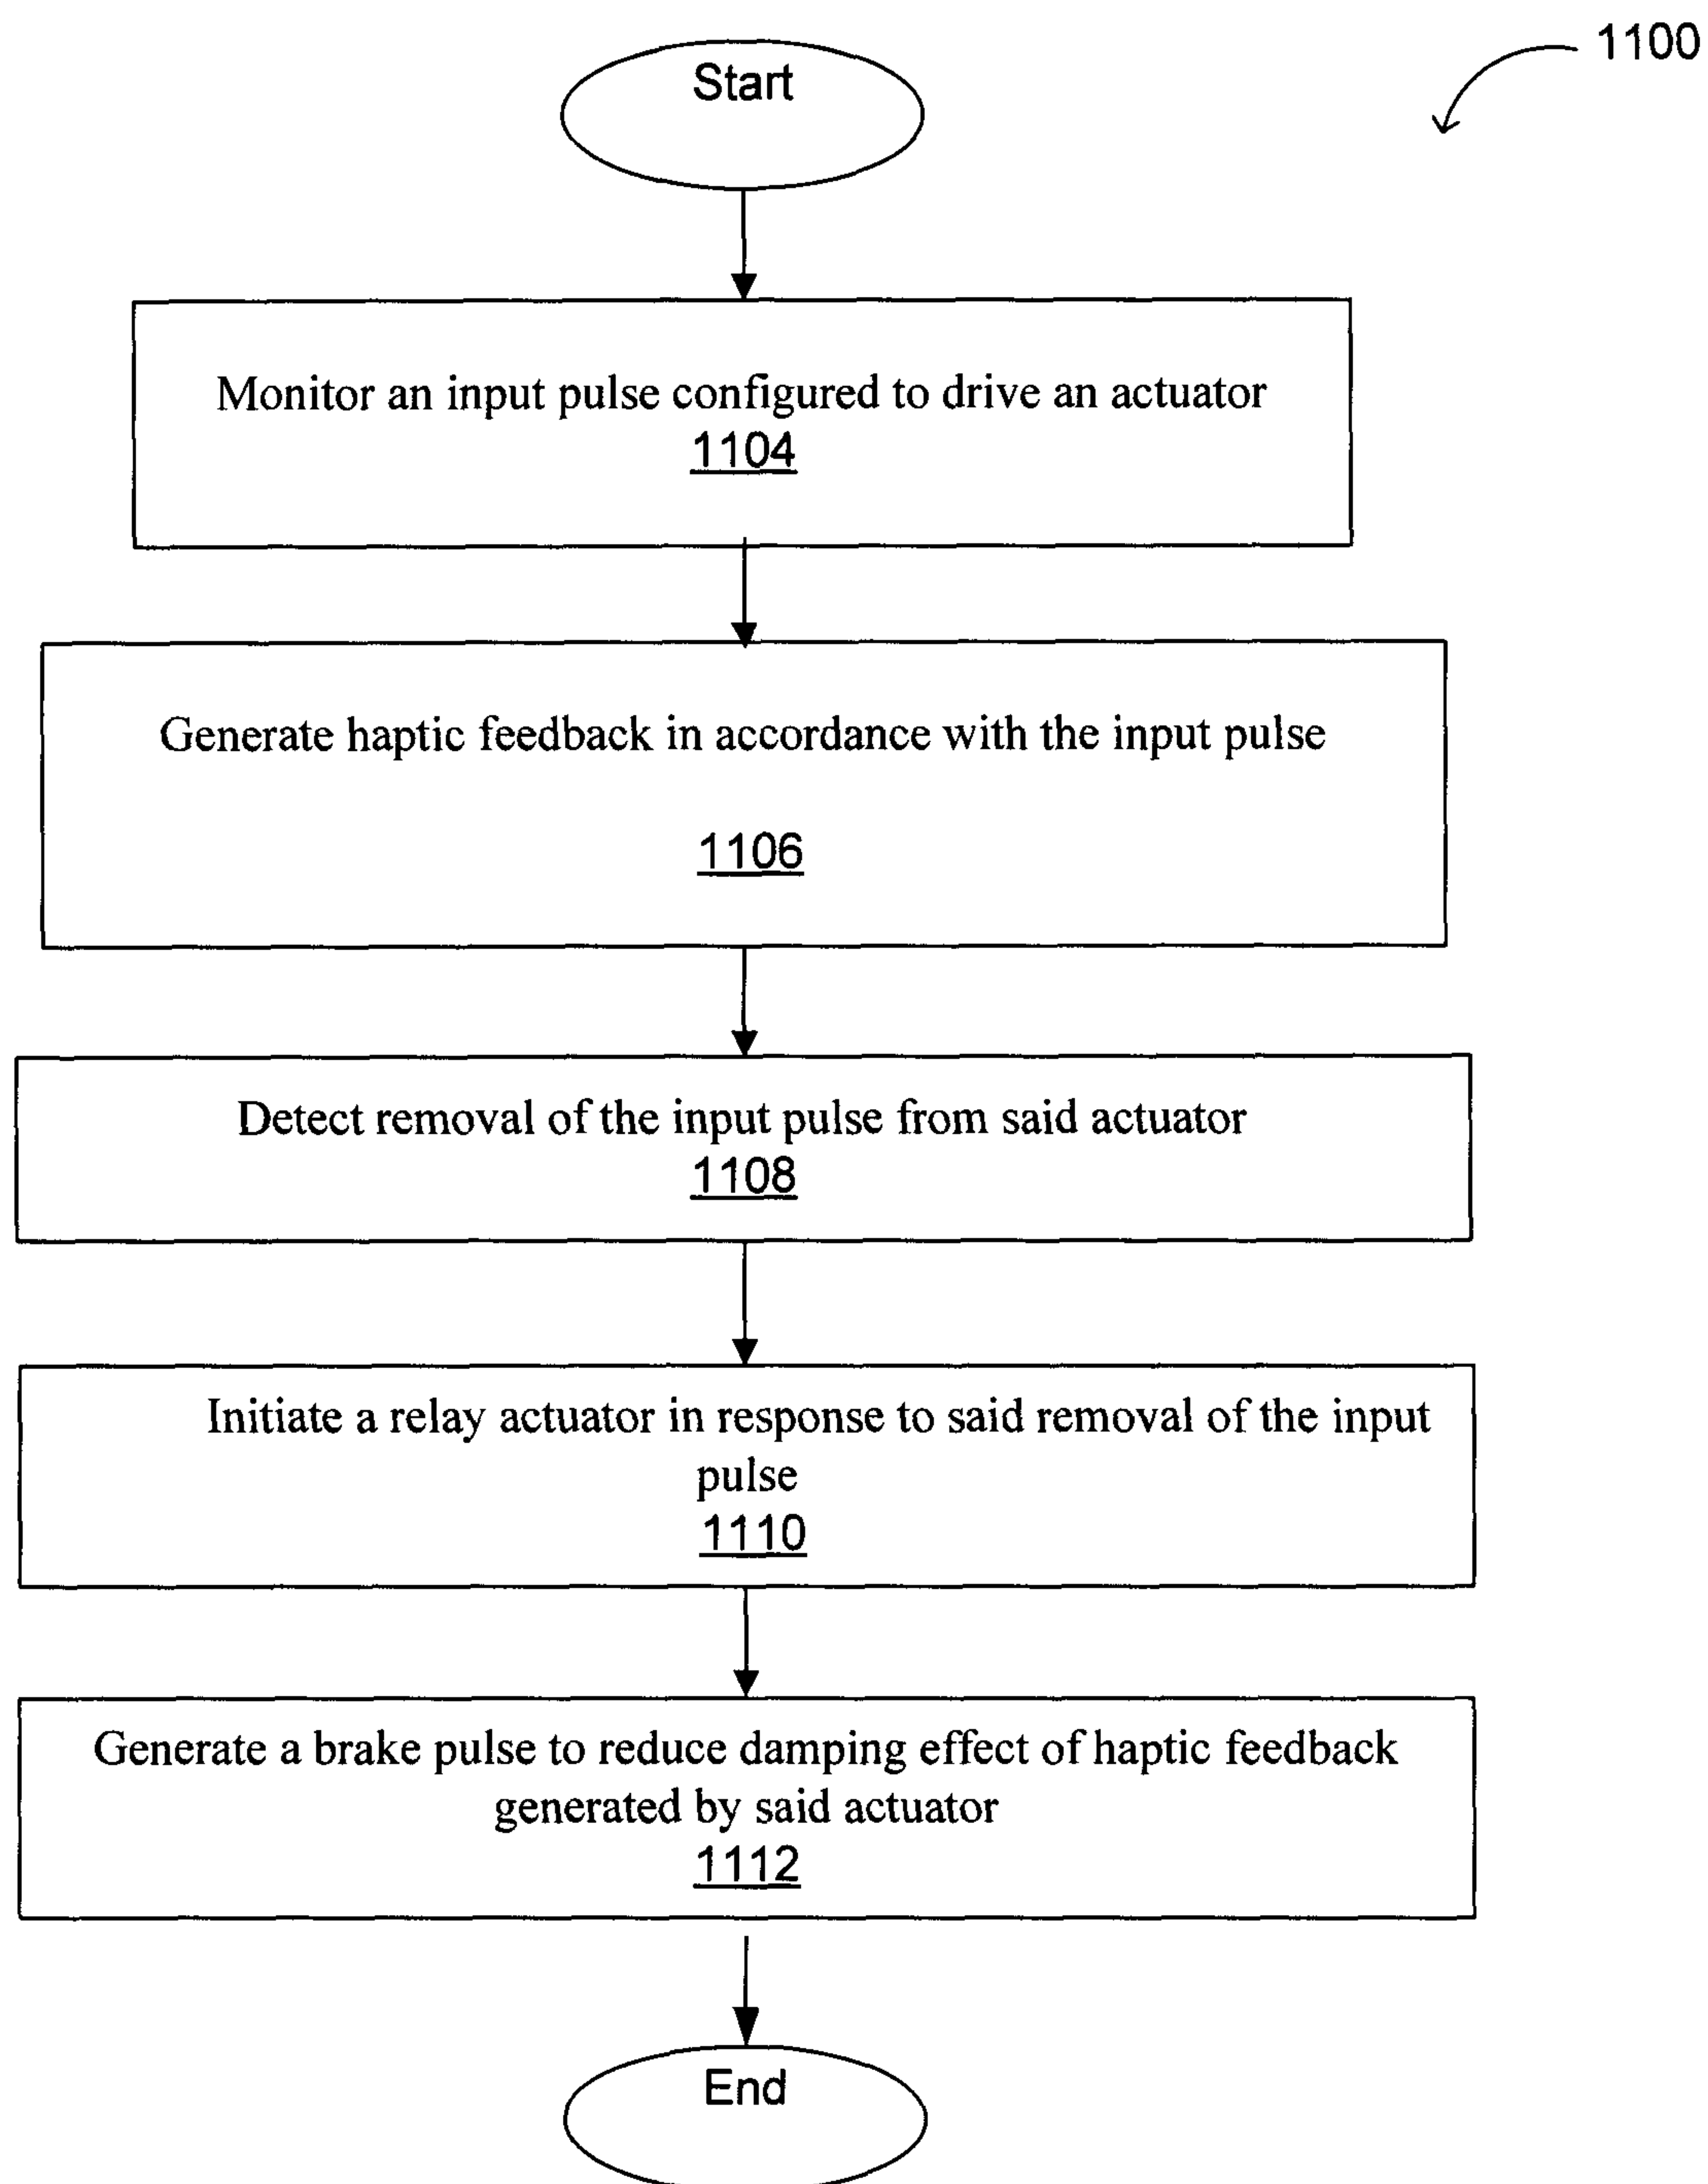 1100
Start
Monitor an input pulse configured to drive an actuator
1104
Generate haptic feedback in accordance with the input pulse
1106
Detect removal of the input pulse from said actuator
1108
Initiate a relay actuator in response to said removal of the input
pulse
1110
Generate a brake pulse to reduce damping effect of haptic feedback
generated by said actuator
1112
End